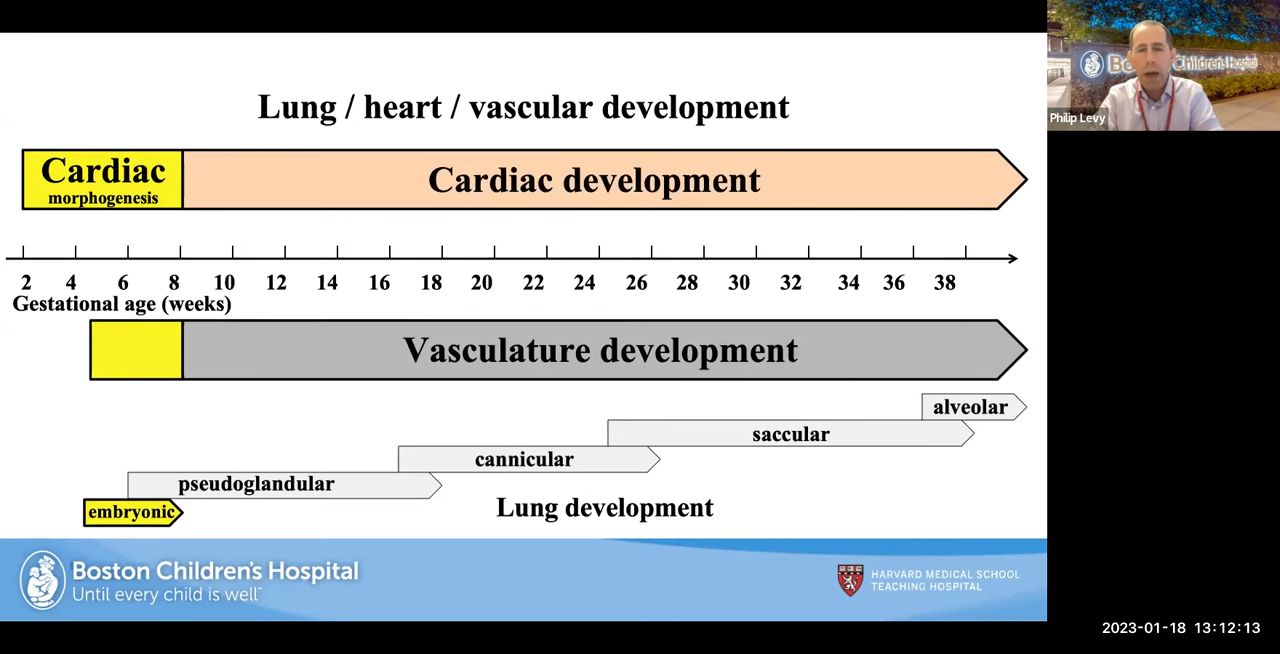 Lung / heart / vascular development
Cardiac
morphogenesis
Cardiac development
2 4 6 8 10 12 14 16 18 20 22 24 26 28 30 32 34 36 38
Gestational age (weeks)
Vasculature development
alveolar
saccular
cannicular
pseudoglandular
embryonic
Lung development
Boston Children's Hospital
Until every child is well™
HARVARD MEDICAL SCHOOL
TEACHING HOSPITAL
Children's Hospital
Philip Levy
2023-01-18 13:12:13